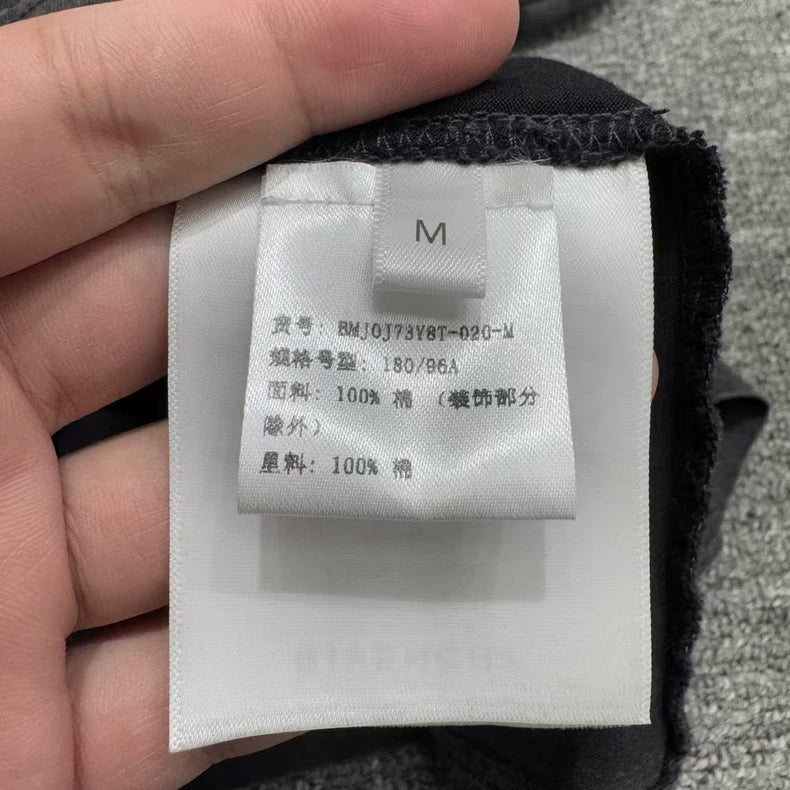 M
货号: BMJ0J73Y8T-020-M
规格号型: 180/96A
面料: 100% 棉 (装饰部分
除外)
里料: 100% 棉